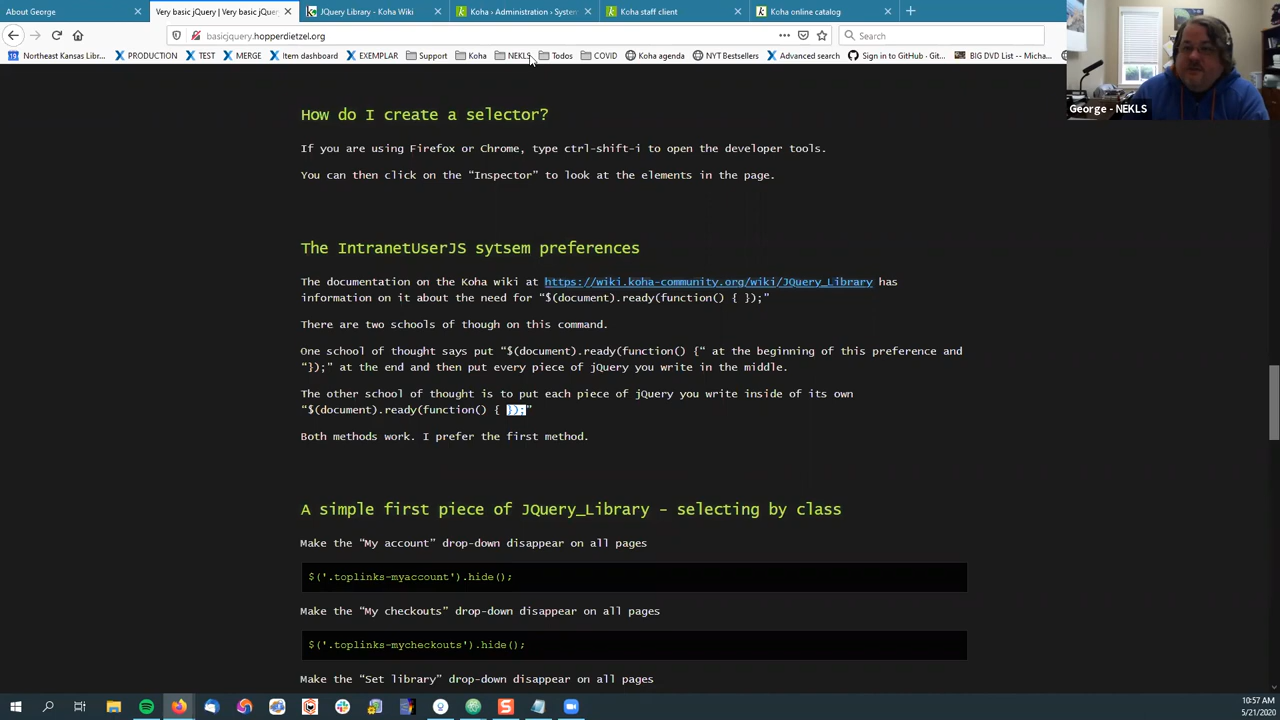 About George
Very basic jQuery | Very basic jQuer
JQuery Library - Koha Wiki
Koha › Administration › System
Koha staff client
Koha online catalog
basicjquery.hopperdietzel.org
Search
Northeast Kansas Libr...
PRODUCTION
TEST
MERGE
Item dashboard
EXEMPLAR
Support
Koha
NEKLS
Todos
COVID
Koha agenda
NYT Bestsellers
Advanced search
Sign in to GitHub · Git...
BIG DVD List -- Micha...
George - NEKLS
How do I create a selector?
If you are using Firefox or Chrome, type ctrl-shift-i to open the developer tools.
You can then click on the “Inspector” to look at the elements in the page.
The IntranetUserJS sytsem preferences
The documentation on the Koha wiki at https://wiki.koha-community.org/wiki/JQuery_Library has
information on it about the need for “$(document).ready(function() { });”
There are two schools of though on this command.
One school of thought says put “$(document).ready(function() {“ at the beginning of this preference and
“});” at the end and then put every piece of jQuery you write in the middle.
The other school of thought is to put each piece of jQuery you write inside of its own
“$(document).ready(function() { });”
Both methods work. I prefer the first method.
A simple first piece of JQuery_Library - selecting by class
Make the “My account” drop-down disappear on all pages
$('.toplinks-myaccount').hide();
Make the “My checkouts” drop-down disappear on all pages
$('.toplinks-mycheckouts').hide();
Make the “Set library” drop-down disappear on all pages
10:57 AM
5/21/2020